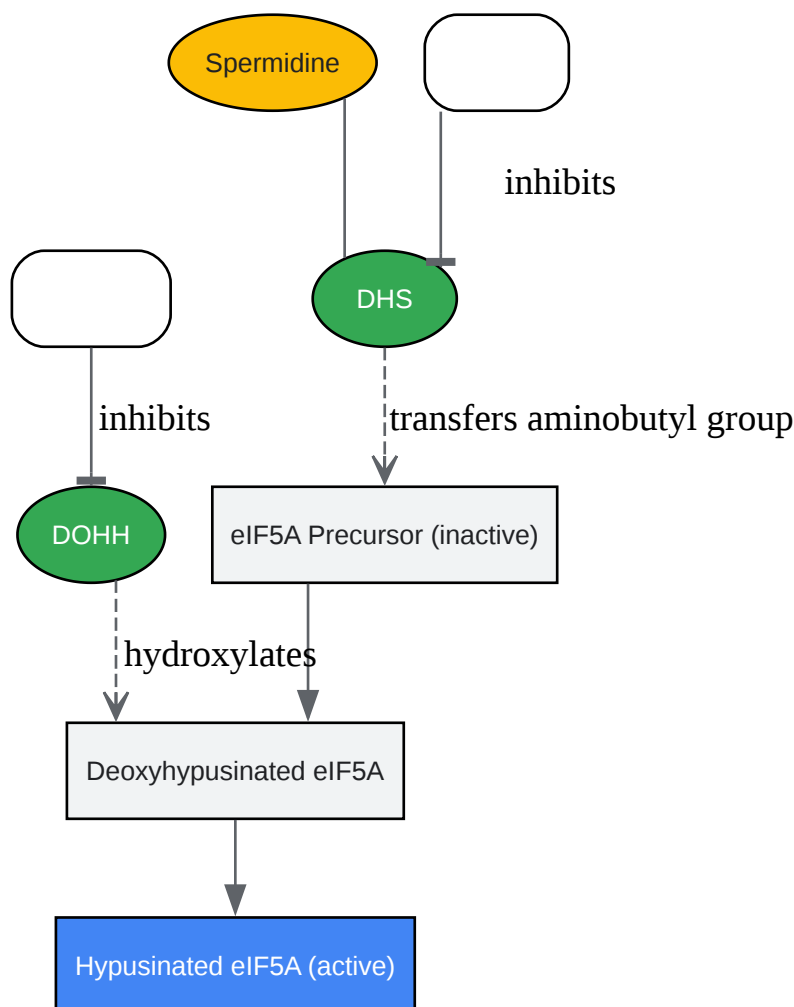 Spermidine
inhibits
DHS
inhibits
transfers aminobutyl group
DOHH
eIF5A Precursor (inactive)
hydroxylates
Deoxyhypusinated eIF5A
Hypusinated eIF5A (active)